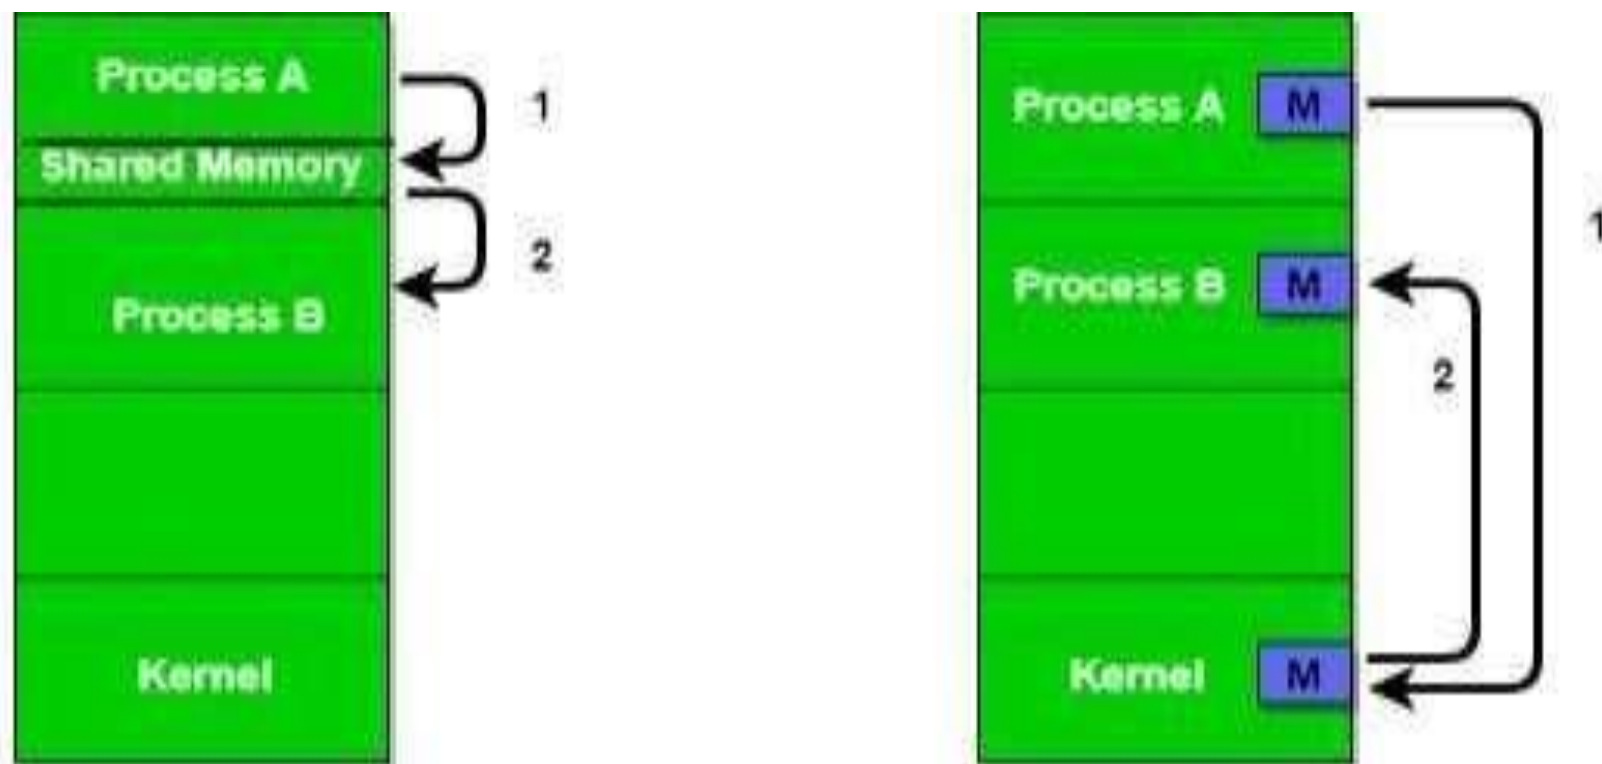 Process A
1
Shared Memory
2
Process B
Kernel
Process A M
1
Process B M
2
Kernel M